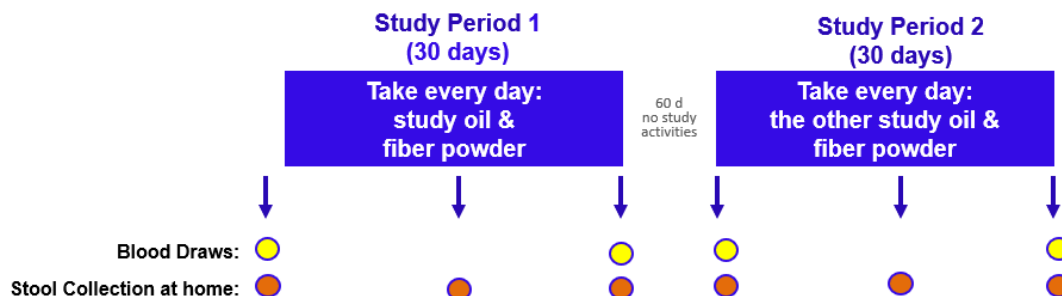 Study Period 1
(30 days)
Study Period 2
(30 days)
Take every day:
study oil &
fiber powder
60 d
no study
activities
Take every day:
the other study oil &
fiber powder
Blood Draws:
Stool Collection at home: